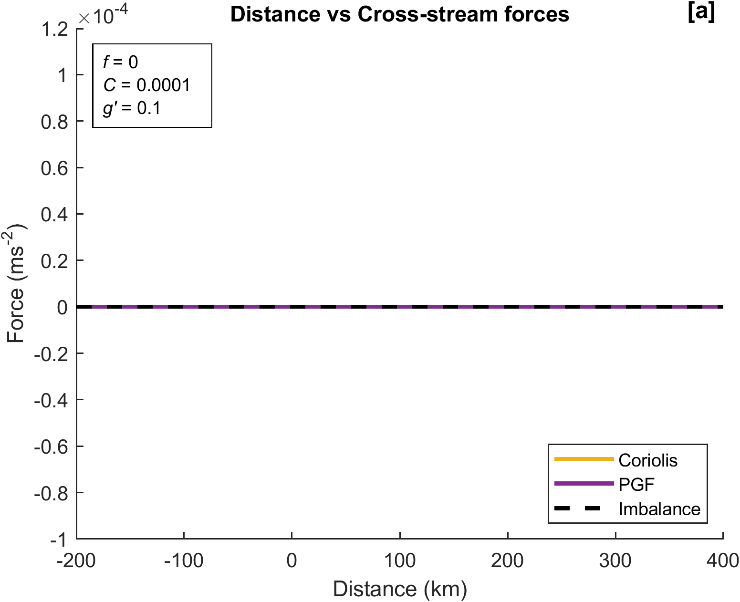 Distance vs Cross-stream forces
[a]
×10-4
f = 0
C = 0.0001
g' = 0.1
1.2
1
0.8
0.6
0.4
0.2
0
-0.2
-0.4
-0.6
-0.8
-1
Force (ms-2)
Coriolis
PGF
Imbalance
-200 -100 0 100 200 300 400
Distance (km)